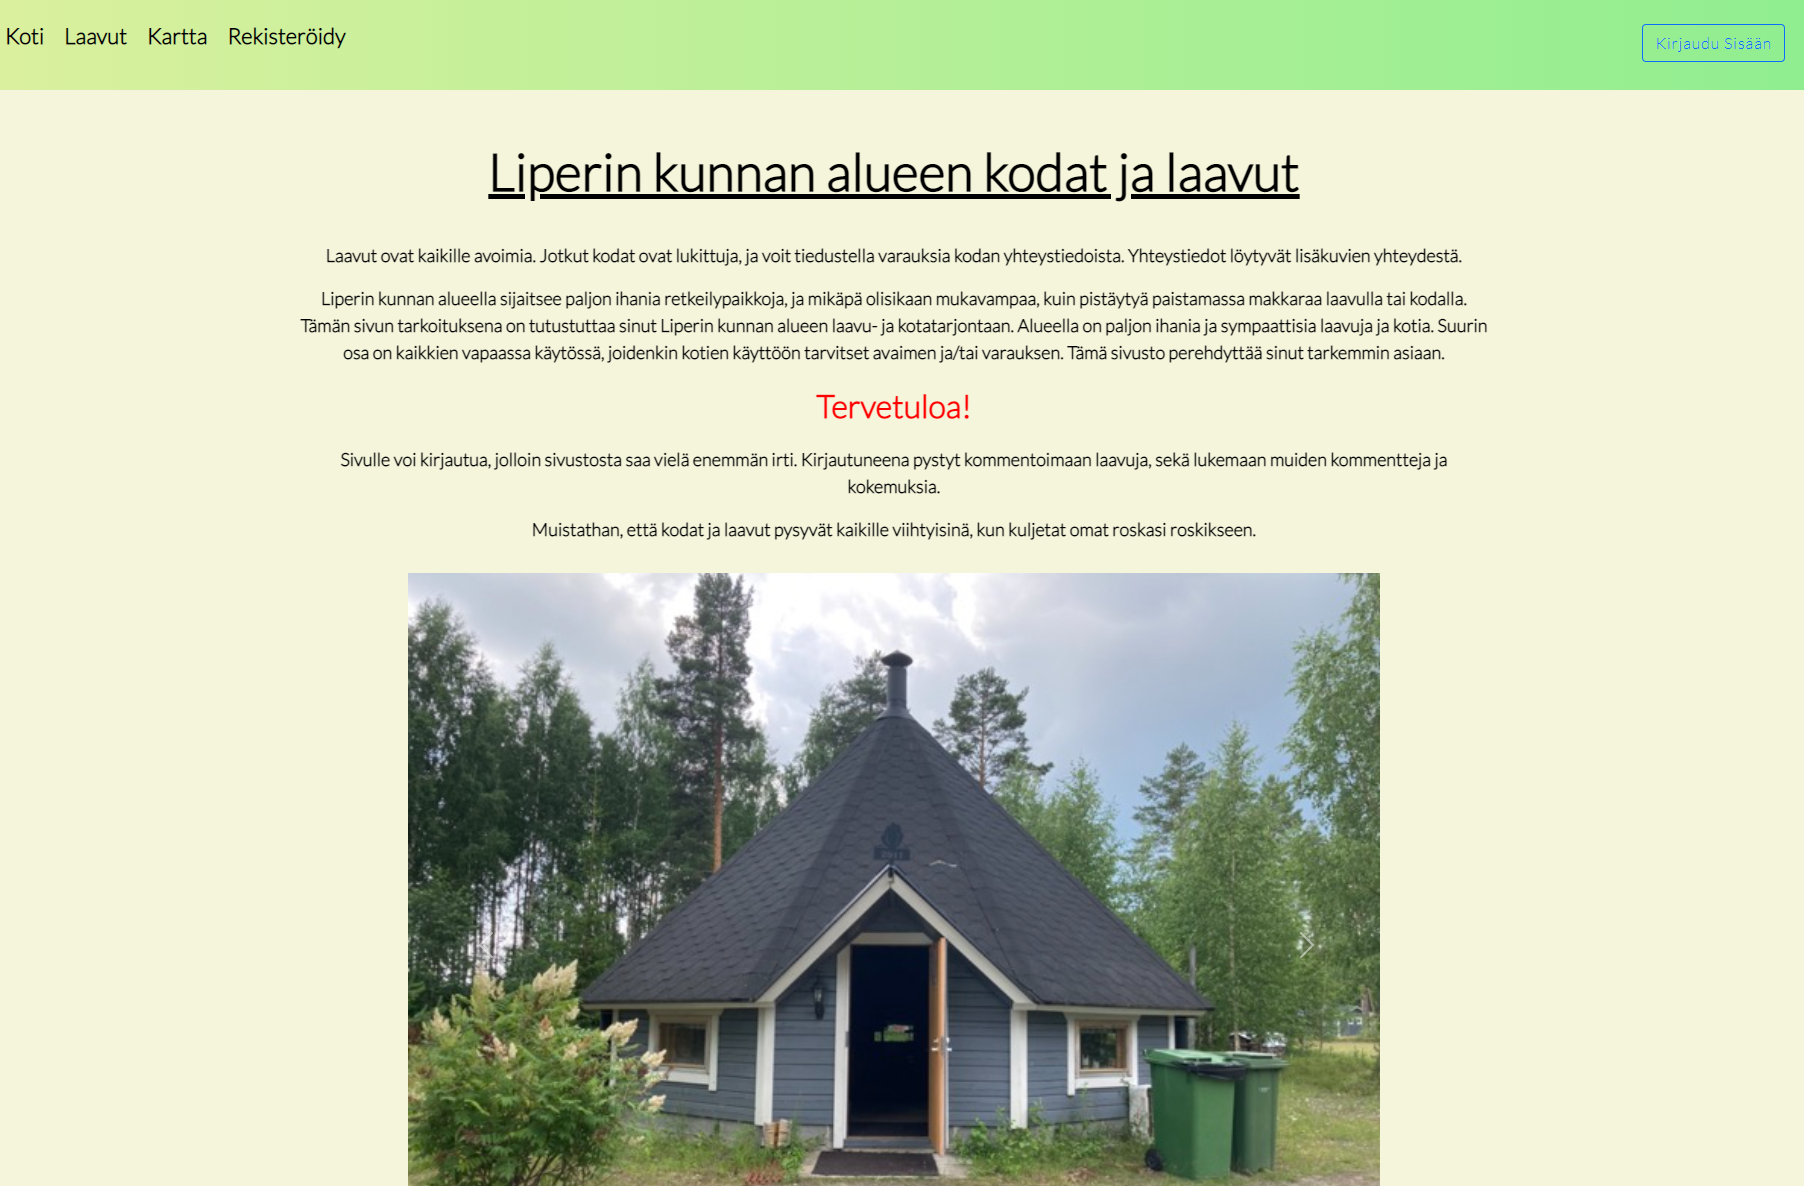 Koti Laavut Kartta Rekisteröidy Kirjaudu Sisään
Liperin kunnan alueen kodat ja laavut
Laavut ovat kaikille avoimia. Jotkut kodat ovat lukittuja, ja voit tiedustella varauksia kodan yhteystiedoista. Yhteystiedot löytyvät lisäkuvien yhteydestä.
Liperin kunnan alueella sijaitsee paljon ihania retkeilypaikkoja, ja mikäpä olisikaan mukavampaa, kuin pistäytyä paistamassa makkaraa laavulla tai kodalla.
Tämän sivun tarkoituksena on tutustuttaa sinut Liperin kunnan alueen laavu- ja kotatarjontaan. Alueella on paljon ihania ja sympaattisia laavuja ja kotia. Suurin
osa on kaikkien vapaassa käytössä, joidenkin kotien käyttöön tarvitset avaimen ja/tai varauksen. Tämä sivusto perehdyttää sinut tarkemmin asiaan.
Tervetuloa!
Sivulle voi kirjautua, jolloin sivustosta saa vielä enemmän irti. Kirjautuneena pystyt kommentoimaan laavuja, sekä lukemaan muiden kommentteja ja
kokemuksia.
Muistathan, että kodat ja laavut pysyvät kaikille viihtyisinä, kun kuljetat omat roskasi roskikseen.